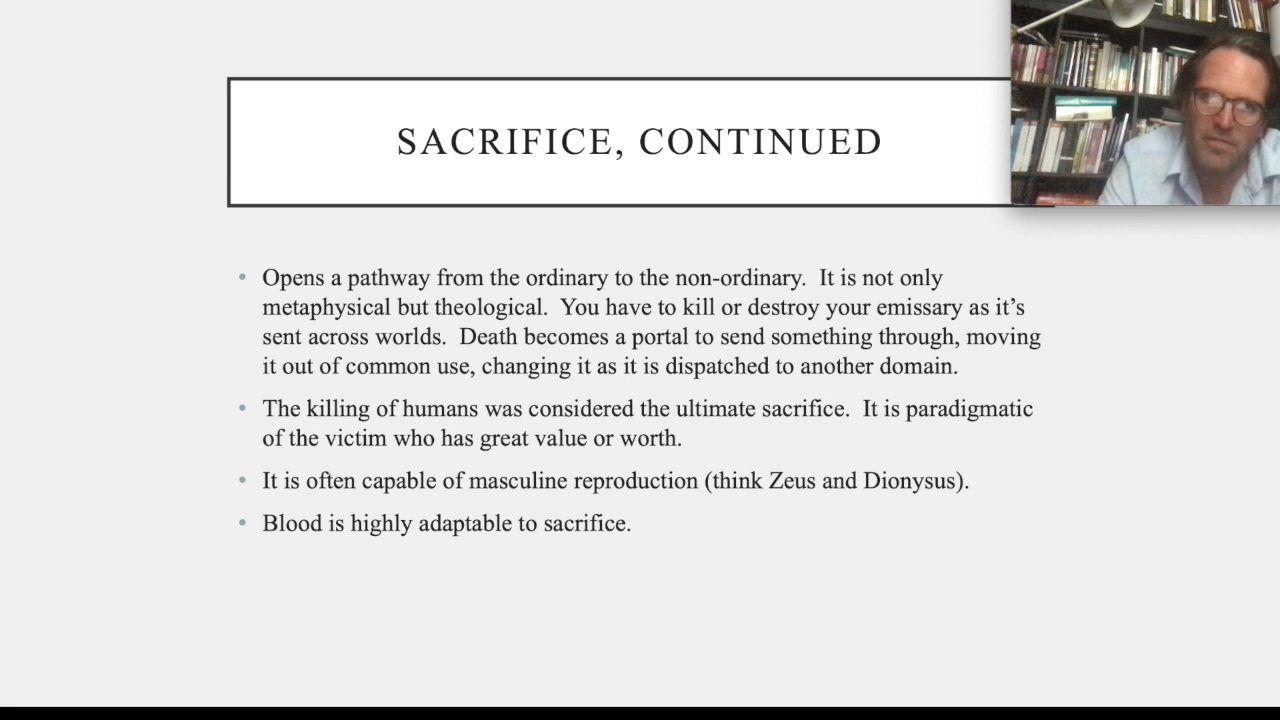 SACRIFICE, CONTINUED
• Opens a pathway from the ordinary to the non-ordinary.  It is not only
metaphysical but theological.  You have to kill or destroy your emissary as it’s
sent across worlds.  Death becomes a portal to send something through, moving
it out of common use, changing it as it is dispatched to another domain.
• The killing of humans was considered the ultimate sacrifice.  It is paradigmatic
of the victim who has great value or worth.
• It is often capable of masculine reproduction (think Zeus and Dionysus).
• Blood is highly adaptable to sacrifice.